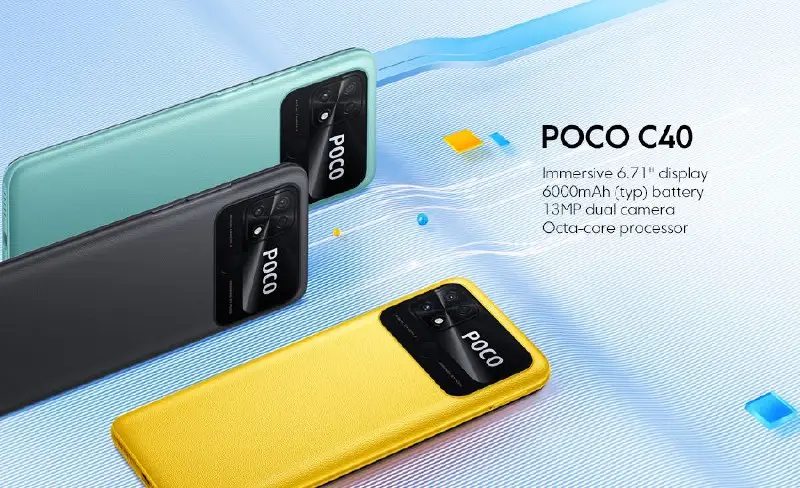 POCO
POCO
POCO
POCO C40
Immersive 6.71" display
6000mAh (typ) battery
13MP dual camera
Octa-core processor